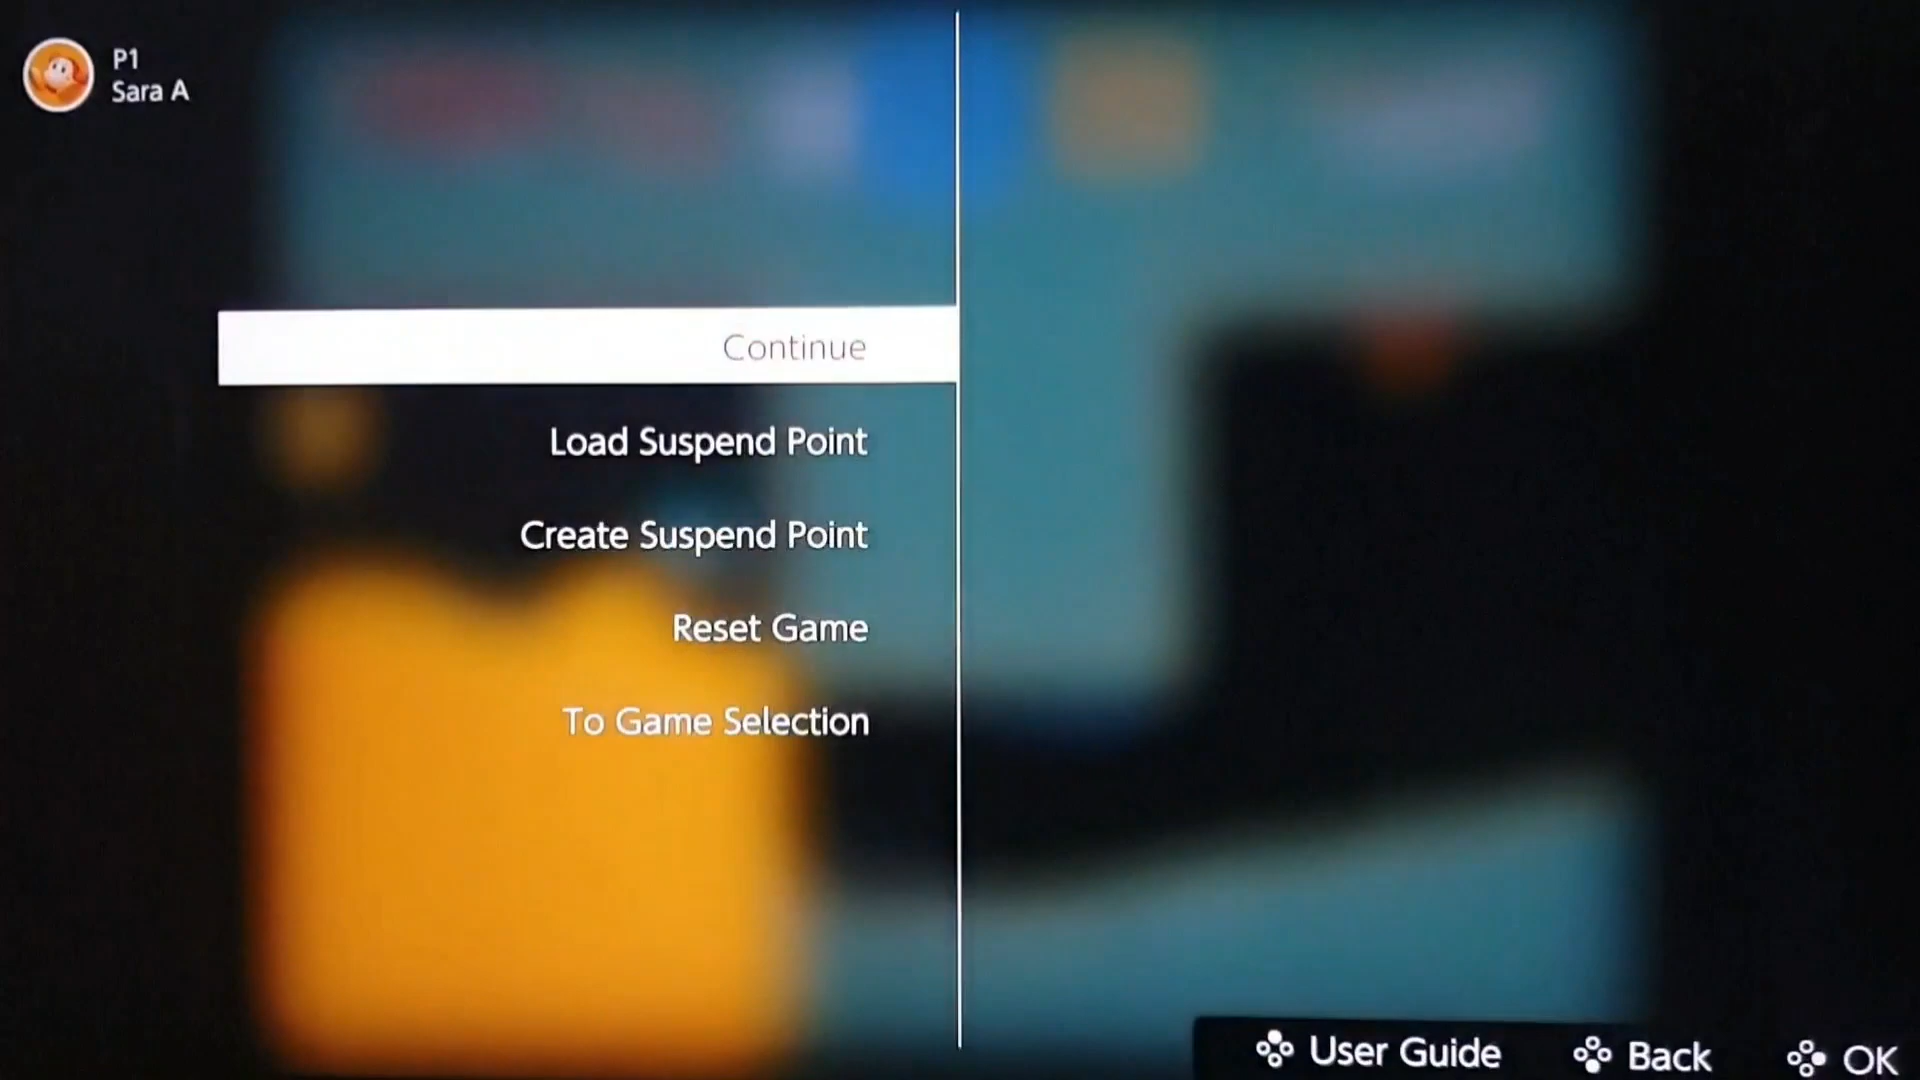 P1
Sara A
Continue
Load Suspend Point
Create Suspend Point
Reset Game
To Game Selection
User Guide
Back
OK